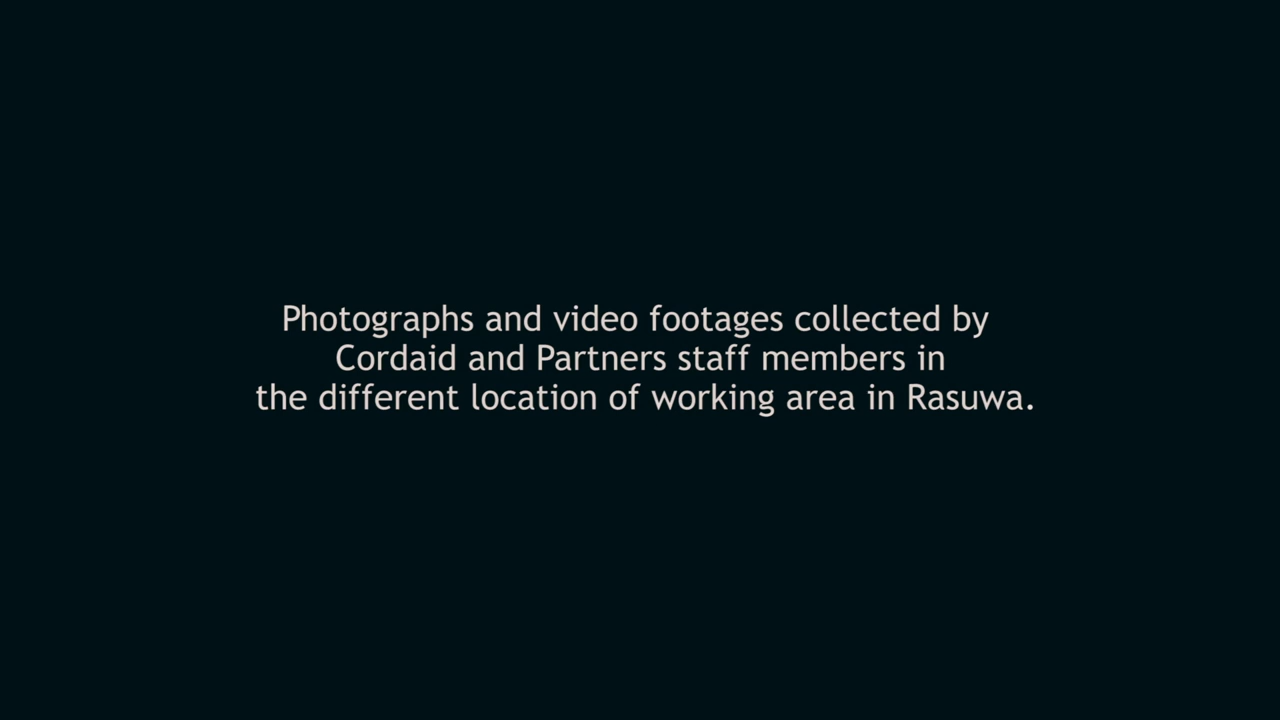 Photographs and video footages collected by
Cordaid and Partners staff members in
the different location of working area in Rasuwa.